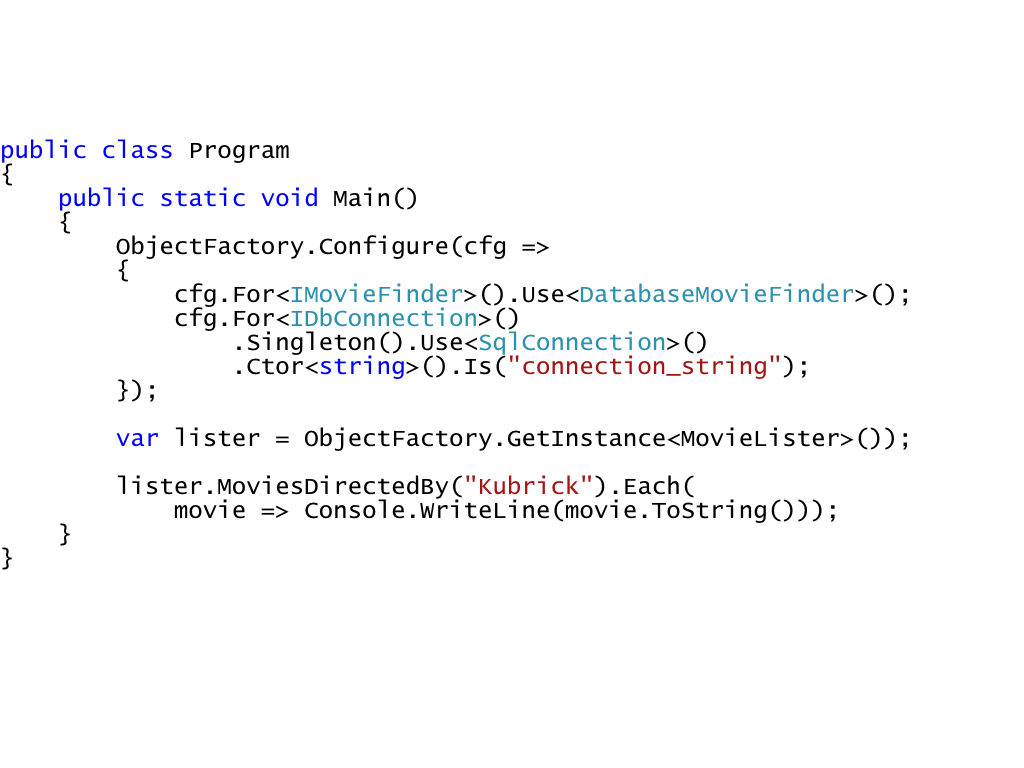 public class Program
{
    public static void Main()
    {
        ObjectFactory.Configure(cfg =>
        {
            cfg.For<IMovieFinder>().Use<DatabaseMovieFinder>();
            cfg.For<IDbConnection>()
                .Singleton().Use<SqlConnection>()
                .Ctor<string>().Is("connection_string");
        });

        var lister = ObjectFactory.GetInstance<MovieLister>());

        lister.MoviesDirectedBy("Kubrick").Each(
            movie => Console.WriteLine(movie.ToString()));
    }
}